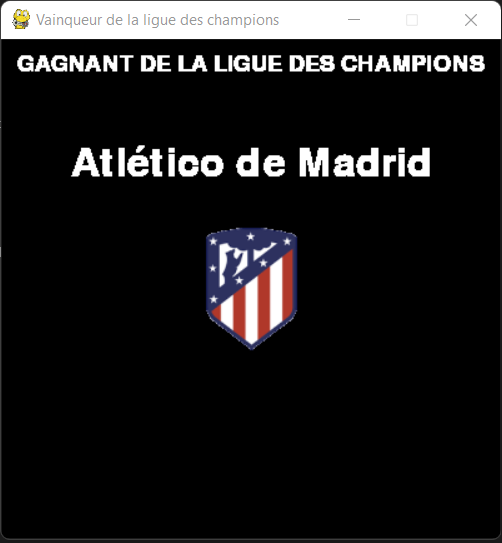 Vainqueur de la ligue des champions
GAGNANT DE LA LIGUE DES CHAMPIONS
Atlético de Madrid